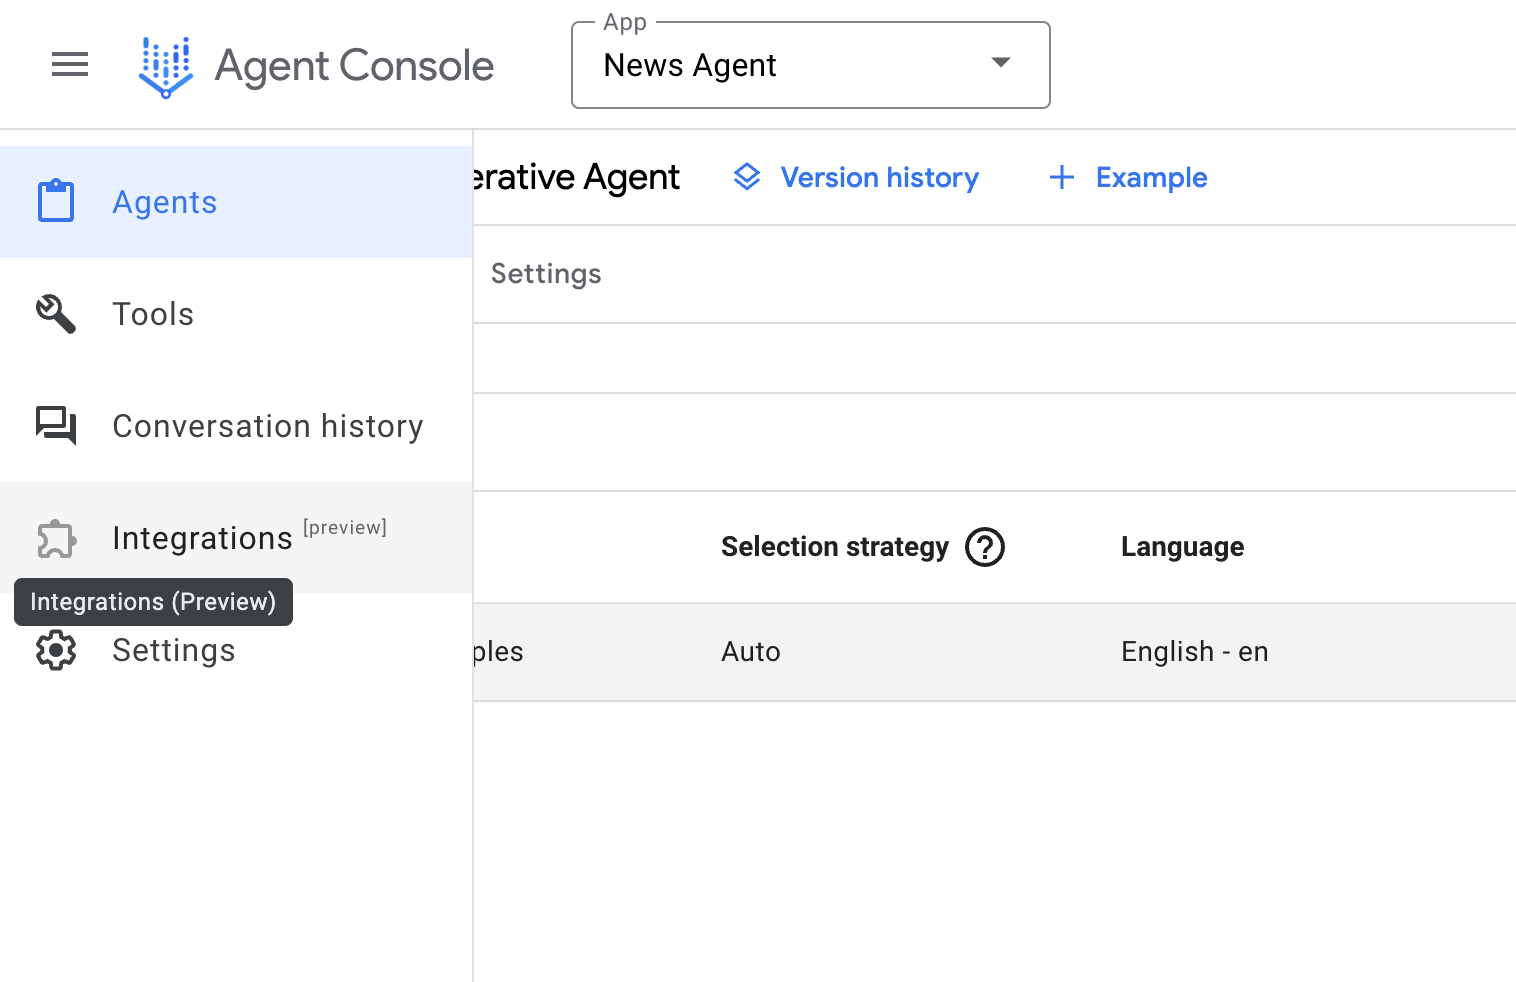 App
Agent Console
News Agent
Agents
erative Agent
Version history
+ Example
Settings
Tools
Conversation history
Integrations [preview]
Integrations (Preview)
Settings
Selection strategy
Language
ples
Auto
English - en